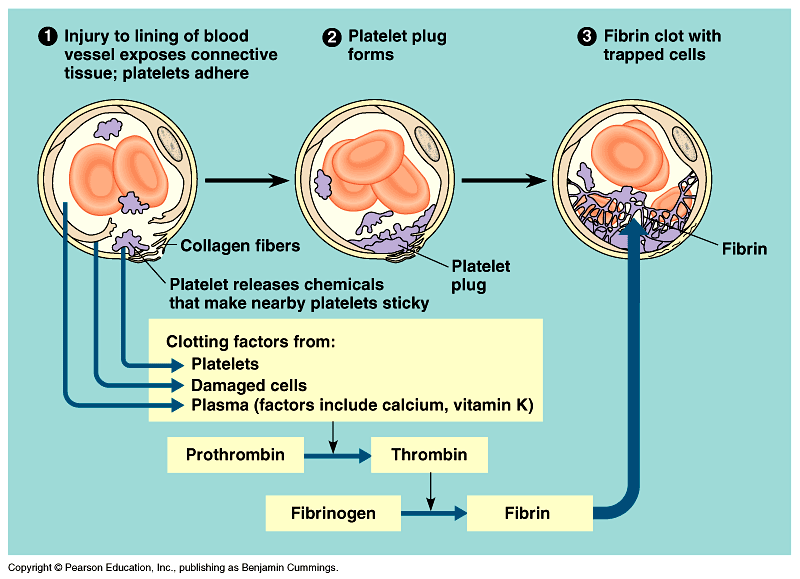 1 Injury to lining of blood
vessel exposes connective
tissue; platelets adhere
2 Platelet plug
forms
3 Fibrin clot with
trapped cells
Collagen fibers
Platelet releases chemicals
that make nearby platelets sticky
Platelet
plug
Fibrin
Clotting factors from:
Platelets
Damaged cells
Plasma (factors include calcium, vitamin K)
Prothrombin
Thrombin
Fibrinogen
Fibrin
Copyright © Pearson Education, Inc., publishing as Benjamin Cummings.